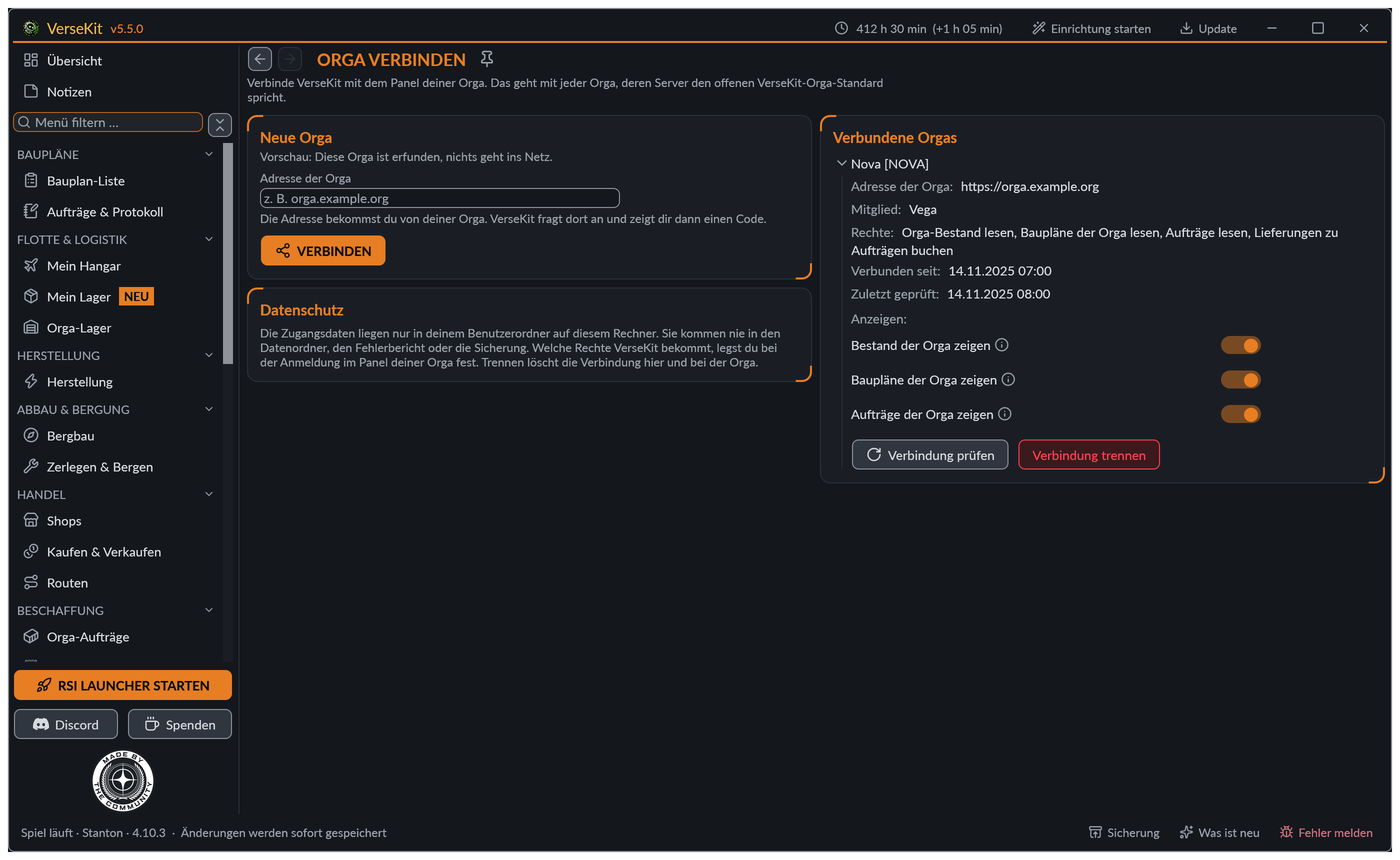 VerseKit v5.5.0
412 h 30 min (+1 h 05 min)
Einrichtung starten
Update
Übersicht
Notizen
Menü filtern ...
BAUPLÄNE
Bauplan-Liste
Aufträge & Protokoll
FLOTTE & LOGISTIK
Mein Hangar
Mein Lager NEU
Orga-Lager
HERSTELLUNG
Herstellung
ABBAU & BERGUNG
Bergbau
Zerlegen & Bergen
HANDEL
Shops
Kaufen & Verkaufen
Routen
BESCHAFFUNG
Orga-Aufträge
RSI LAUNCHER STARTEN
Discord
Spenden
MADE BY
THE COMMUNITY
ORGA VERBINDEN
Verbinde VerseKit mit dem Panel deiner Orga. Das geht mit jeder Orga, deren Server den offenen VerseKit-Orga-Standard
spricht.
Neue Orga
Vorschau: Diese Orga ist erfunden, nichts geht ins Netz.
Adresse der Orga
z. B. orga.example.org
Die Adresse bekommst du von deiner Orga. VerseKit fragt dort an und zeigt dir dann einen Code.
VERBINDEN
Datenschutz
Die Zugangsdaten liegen nur in deinem Benutzerordner auf diesem Rechner. Sie kommen nie in den
Datenordner, den Fehlerbericht oder die Sicherung. Welche Rechte VerseKit bekommt, legst du bei
der Anmeldung im Panel deiner Orga fest. Trennen löscht die Verbindung hier und bei der Orga.
Verbundene Orgas
Nova [NOVA]
Adresse der Orga: https://orga.example.org
Mitglied: Vega
Rechte: Orga-Bestand lesen, Baupläne der Orga lesen, Aufträge lesen, Lieferungen zu
Aufträgen buchen
Verbunden seit: 14.11.2025 07:00
Zuletzt geprüft: 14.11.2025 08:00
Anzeigen:
Bestand der Orga zeigen
Baupläne der Orga zeigen
Aufträge der Orga zeigen
Verbindung prüfen
Verbindung trennen
Spiel läuft · Stanton · 4.10.3 · Änderungen werden sofort gespeichert
Sicherung
Was ist neu
Fehler melden